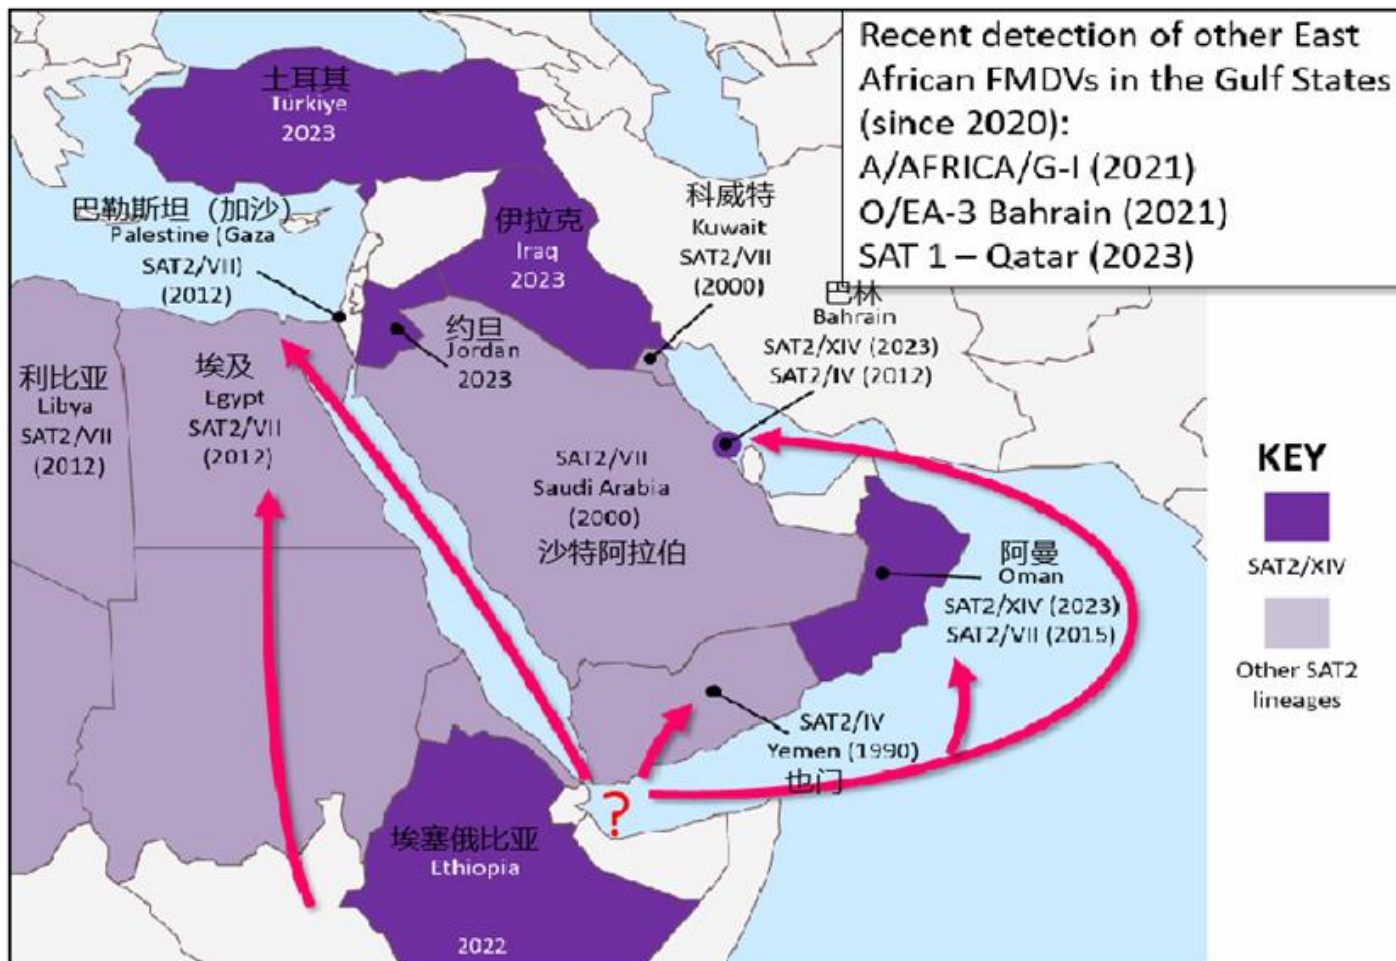 Recent detection of other East
African FMDVs in the Gulf States
(since 2020):
A/AFRICA/G-I (2021)
O/EA-3 Bahrain (2021)
SAT 1 – Qatar (2023)
土耳其
Türkiye
2023
巴勒斯坦（加沙）
Palestine (Gaza
SAT2/VII)
(2012)
伊拉克
Iraq
2023
科威特
Kuwait
SAT2/VII
(2000)
巴林
Bahrain
SAT2/XIV (2023)
SAT2/IV (2012)
约旦
Jordan
2023
利比亚
Libya
SAT2/VII
(2012)
埃及
Egypt
SAT2/VII
(2012)
SAT2/VII
Saudi Arabia
(2000)
沙特阿拉伯
阿曼
Oman
SAT2/XIV (2023)
SAT2/VII (2015)
SAT2/IV
Yemen (1990)
也门
?
埃塞俄比亚
Ethiopia
2022
KEY
SAT2/XIV
Other SAT2
lineages